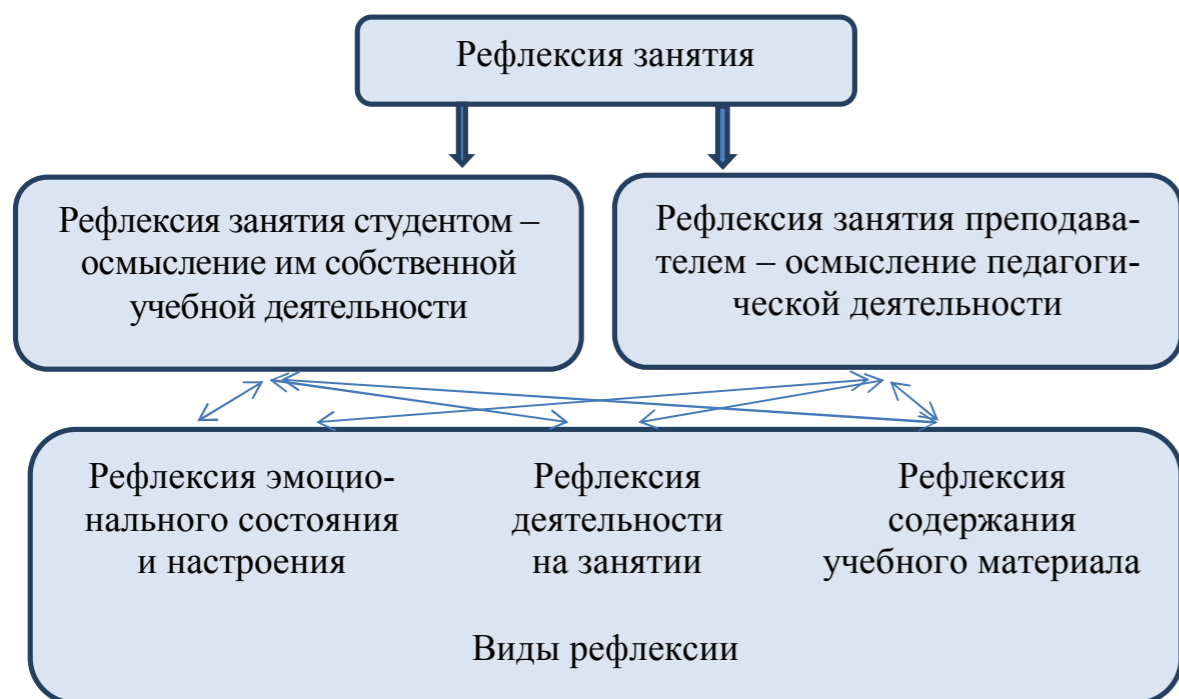 Рефлексия занятия
Рефлексия занятия студентом –
осмысление им собственной
учебной деятельности
Рефлексия занятия преподава-
телем – осмысление педагоги-
ческой деятельности
Рефлексия эмоцио-
нального состояния
и настроения
Рефлексия
деятельности
на занятии
Рефлексия
содержания
учебного материала
Виды рефлексии